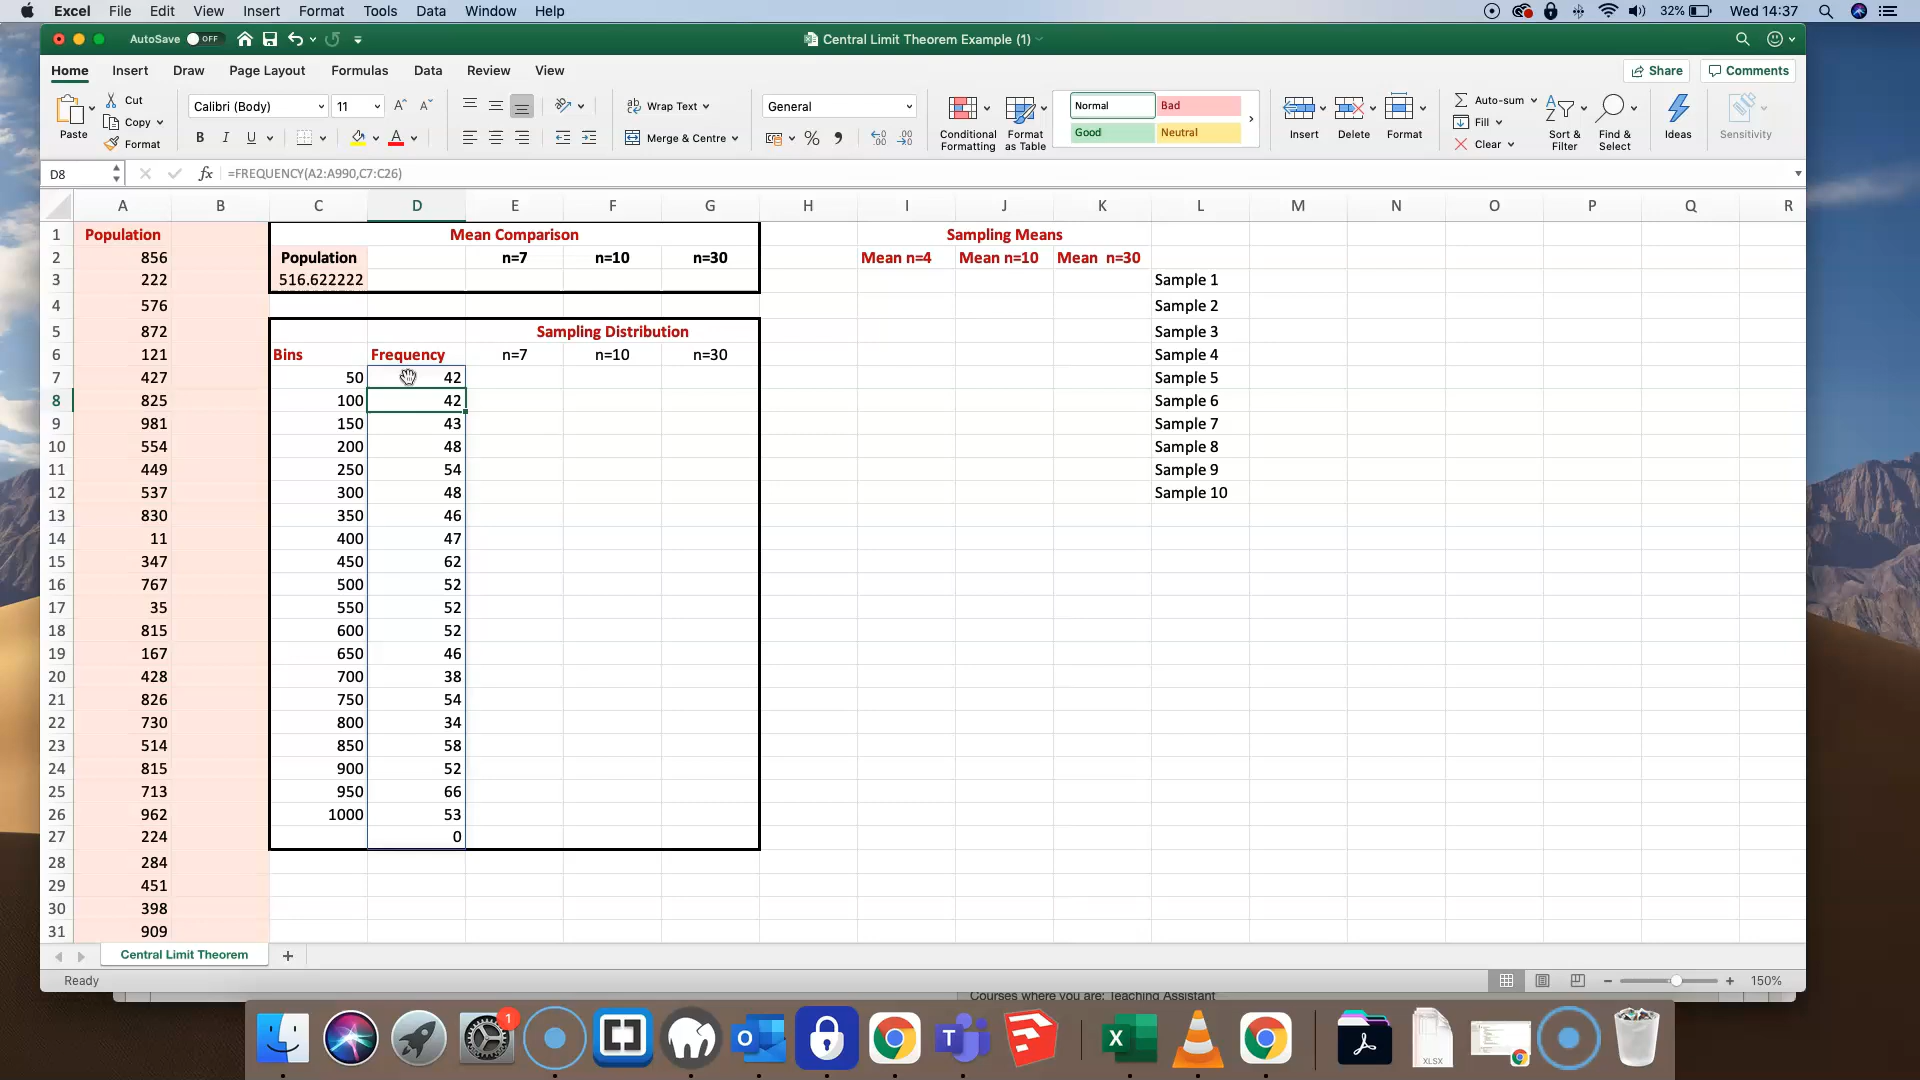 Excel File Edit View Insert Format Tools Data Window Help 32% Wed 14:37
AutoSave OFF Central Limit Theorem Example (1)
Home Insert Draw Page Layout Formulas Data Review View Share Comments
Paste Cut Copy Format
Calibri (Body) 11
B I U A
Wrap Text
Merge & Centre
General
Conditional Formatting
Format as Table
Normal Bad
Good Neutral
Insert Delete Format
Auto-sum
Fill
Clear
Sort & Filter
Find & Select
Ideas
Sensitivity
D8 fx =FREQUENCY(A2:A990,C7:C26)
A B C D E F G H I J K L M N O P Q R
1 Population Mean Comparison Sampling Means
2 856 Population n=7 n=10 n=30 Mean n=4 Mean n=10 Mean n=30
3 222 516.622222 Sample 1
4 576 Sample 2
5 872 Sampling Distribution Sample 3
6 121 Bins Frequency n=7 n=10 n=30 Sample 4
7 427 50 42 Sample 5
8 825 100 42 Sample 6
9 981 150 43 Sample 7
10 554 200 48 Sample 8
11 449 250 54 Sample 9
12 537 300 48 Sample 10
13 830 350 46
14 11 400 47
15 347 450 62
16 767 500 52
17 35 550 52
18 815 600 52
19 167 650 46
20 428 700 38
21 826 750 54
22 730 800 34
23 514 850 58
24 815 900 52
25 713 950 66
26 962 1000 53
27 224 0
28 284
29 451
30 398
31 909
Central Limit Theorem
Ready 150%
Courses where you are: Teaching Assistant
1
XLSX